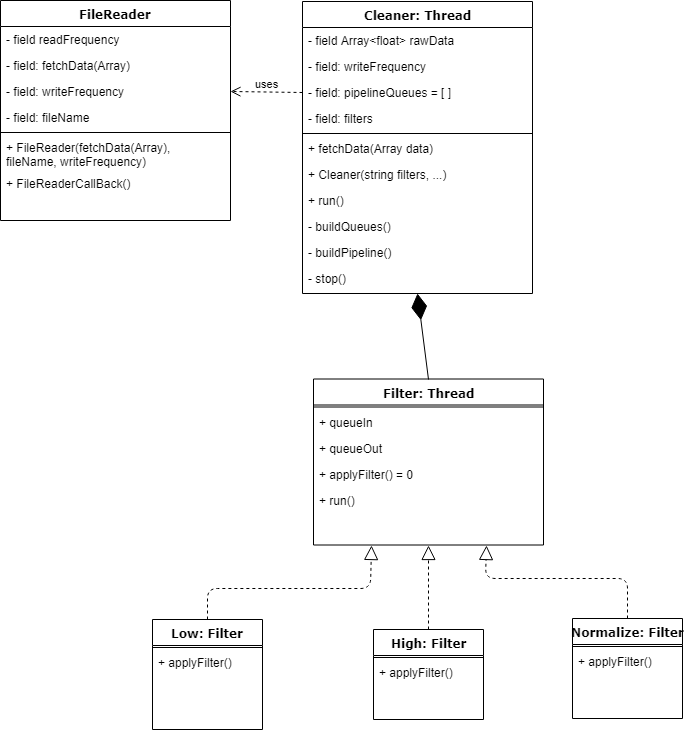 FileReader
- field readFrequency
- field: fetchData(Array)
- field: writeFrequency
- field: fileName
+ FileReader(fetchData(Array),
fileName, writeFrequency)
+ FileReaderCallBack()
uses
Cleaner: Thread
- field Array<float> rawData
- field: writeFrequency
- field: pipelineQueues = [ ]
- field: filters
+ fetchData(Array data)
+ Cleaner(string filters, ...)
+ run()
- buildQueues()
- buildPipeline()
- stop()
Filter: Thread
+ queueIn
+ queueOut
+ applyFilter() = 0
+ run()
Low: Filter
+ applyFilter()
High: Filter
+ applyFilter()
Normalize: Filter
+ applyFilter()